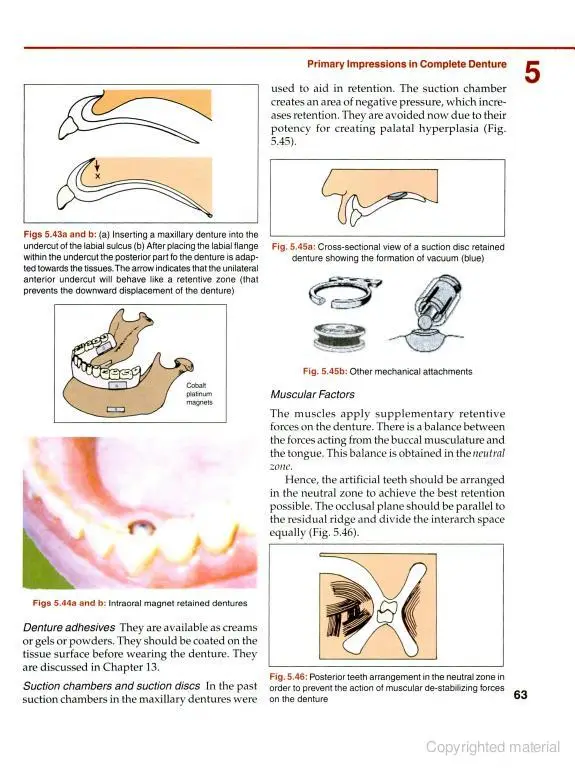 Primary Impressions in Complete Denture
5
Figs 5.43a and b: (a) Inserting a maxillary denture into the
undercut of the labial sulcus (b) After placing the labial flange
within the undercut the posterior part fo the denture is adap-
ted towards the tissues. The arrow indicates that the unilateral
anterior undercut will behave like a retentive zone (that
prevents the downward displacement of the denture)
x
Cobalt
platinum
magnets
Figs 5.44a and b: Intraoral magnet retained dentures
Denture adhesives They are available as creams
or gels or powders. They should be coated on the
tissue surface before wearing the denture. They
are discussed in Chapter 13.
Suction chambers and suction discs In the past
suction chambers in the maxillary dentures were
used to aid in retention. The suction chamber
creates an area of negative pressure, which incre-
ases retention. They are avoided now due to their
potency for creating palatal hyperplasia (Fig.
5.45).
Fig. 5.45a: Cross-sectional view of a suction disc retained
denture showing the formation of vacuum (blue)
Fig. 5.45b: Other mechanical attachments
Muscular Factors
The muscles apply supplementary retentive
forces on the denture. There is a balance between
the forces acting from the buccal musculature and
the tongue. This balance is obtained in the neutral
zone.
Hence, the artificial teeth should be arranged
in the neutral zone to achieve the best retention
possible. The occlusal plane should be parallel to
the residual ridge and divide the interarch space
equally (Fig. 5.46).
Fig. 5.46: Posterior teeth arrangement in the neutral zone in
order to prevent the action of muscular de-stabilizing forces
on the denture
63
Copyrighted material